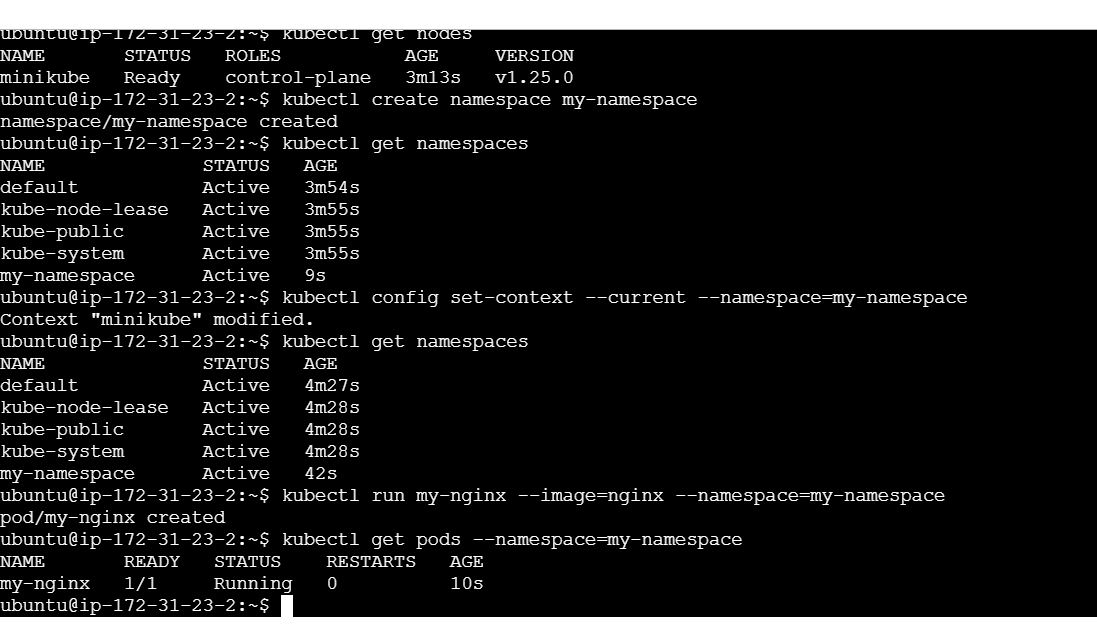 ubuntu@ip-172-31-23-2:~$ kubectl get nodes
NAME       STATUS   ROLES           AGE     VERSION
minikube   Ready    control-plane   3m13s   v1.25.0
ubuntu@ip-172-31-23-2:~$ kubectl create namespace my-namespace
namespace/my-namespace created
ubuntu@ip-172-31-23-2:~$ kubectl get namespaces
NAME              STATUS   AGE
default           Active   3m54s
kube-node-lease   Active   3m55s
kube-public       Active   3m55s
kube-system       Active   3m55s
my-namespace      Active   9s
ubuntu@ip-172-31-23-2:~$ kubectl config set-context --current --namespace=my-namespace
Context "minikube" modified.
ubuntu@ip-172-31-23-2:~$ kubectl get namespaces
NAME              STATUS   AGE
default           Active   4m27s
kube-node-lease   Active   4m28s
kube-public       Active   4m28s
kube-system       Active   4m28s
my-namespace      Active   42s
ubuntu@ip-172-31-23-2:~$ kubectl run my-nginx --image=nginx --namespace=my-namespace
pod/my-nginx created
ubuntu@ip-172-31-23-2:~$ kubectl get pods --namespace=my-namespace
NAME       READY   STATUS    RESTARTS   AGE
my-nginx   1/1     Running   0          10s
ubuntu@ip-172-31-23-2:~$